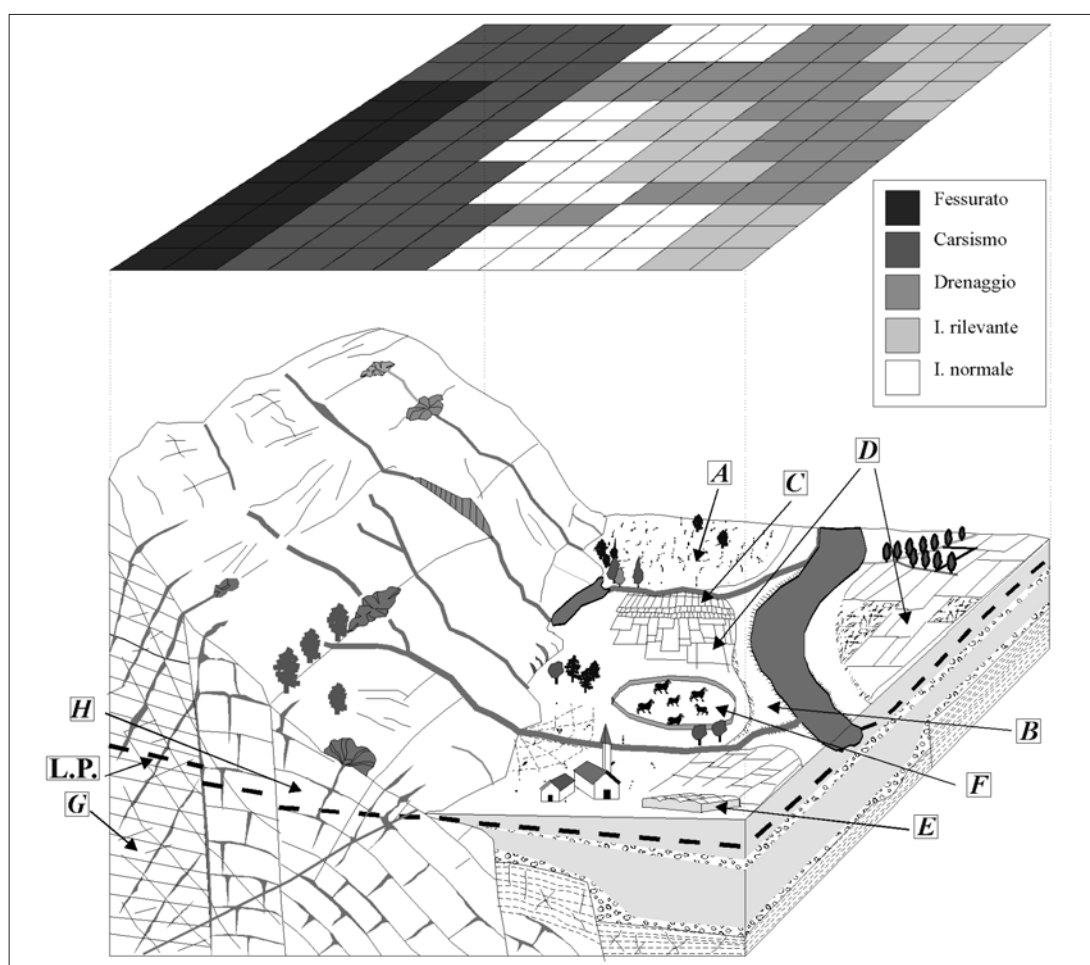 Fessurato
Carsismo
Drenaggio
I. rilevante
I. normale
A
C
D
H
L.P.
G
B
F
E